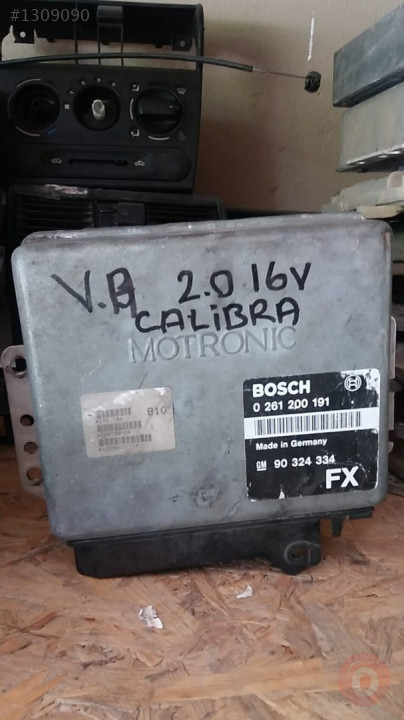 #1309090
V.A 2.0 16V
CALiBRA
MOTRONIC
810
BOSCH
0 261 200 191
Made in Germany
GM 90 324 334
FX